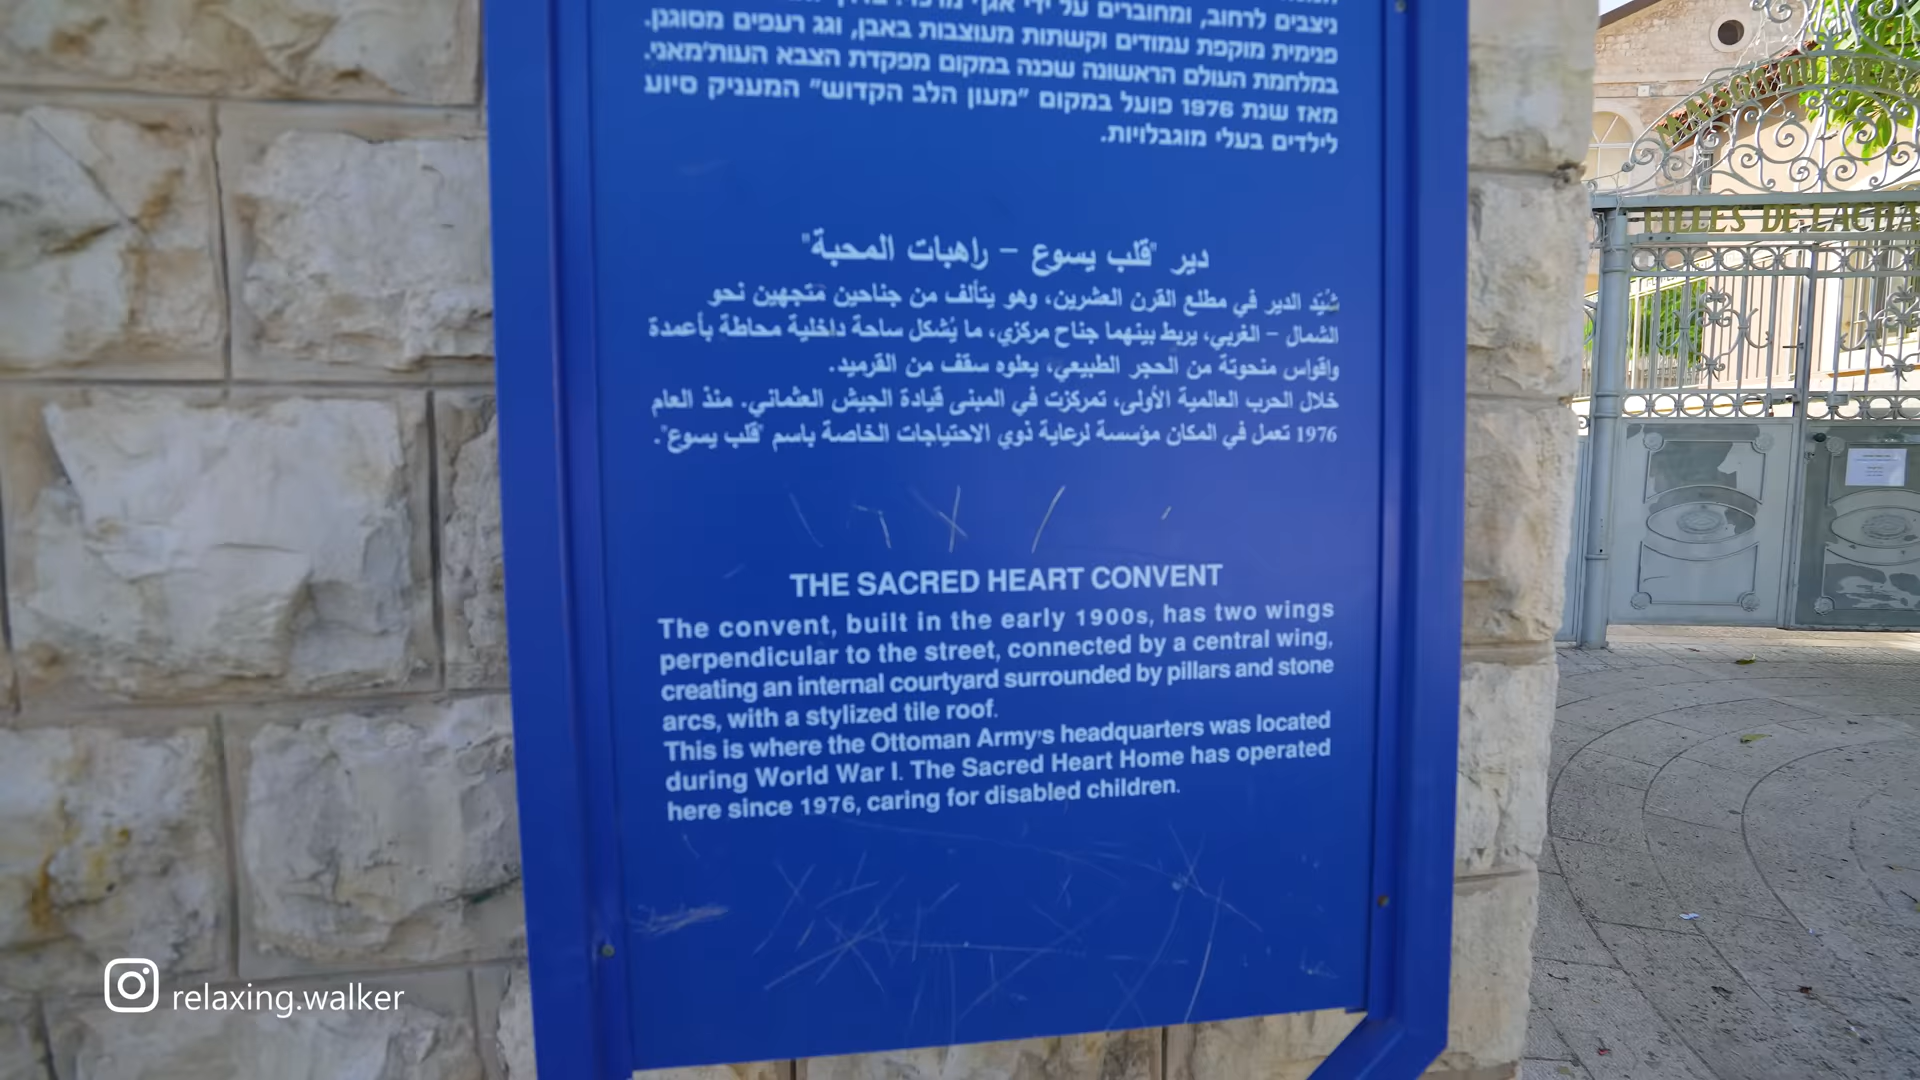 ניצבים לרחוב, ומחוברים על ידי אגף
פנימית מוקפת עמודים וקשתות מעוצבות באבן, וגג רעפים מסוגנן.
במלחמת העולם הראשונה שכנה במקום מפקדת הצבא העות'מאני.
מאז שנת 1976 פועל במקום "מעון הלב הקדוש" המעניק סיוע
לילדים בעלי מוגבלויות.
دير "قلب يسوع – راهبات المحبة"
شُيّد الدير في مطلع القرن العشرين، وهو يتألف من جناحين متجهين نحو
الشمال – الغربي، يربط بينهما جناح مركزي، ما يُشكل ساحة داخلية محاطة بأعمدة
واقواس منحوتة من الحجر الطبيعي، يعلوه سقف من القرميد.
خلال الحرب العالمية الأولى، تمركزت في المبنى قيادة الجيش العثماني. منذ العام
1976 تعمل في المكان مؤسسة لرعاية ذوي الاحتياجات الخاصة باسم "قلب يسوع".
THE SACRED HEART CONVENT
The convent, built in the early 1900s, has two wings
perpendicular to the street, connected by a central wing,
creating an internal courtyard surrounded by pillars and stone
arcs, with a stylized tile roof.
This is where the Ottoman Army's headquarters was located
during World War I. The Sacred Heart Home has operated
here since 1976, caring for disabled children.
FILLES DE LA CHA
relaxing.walker